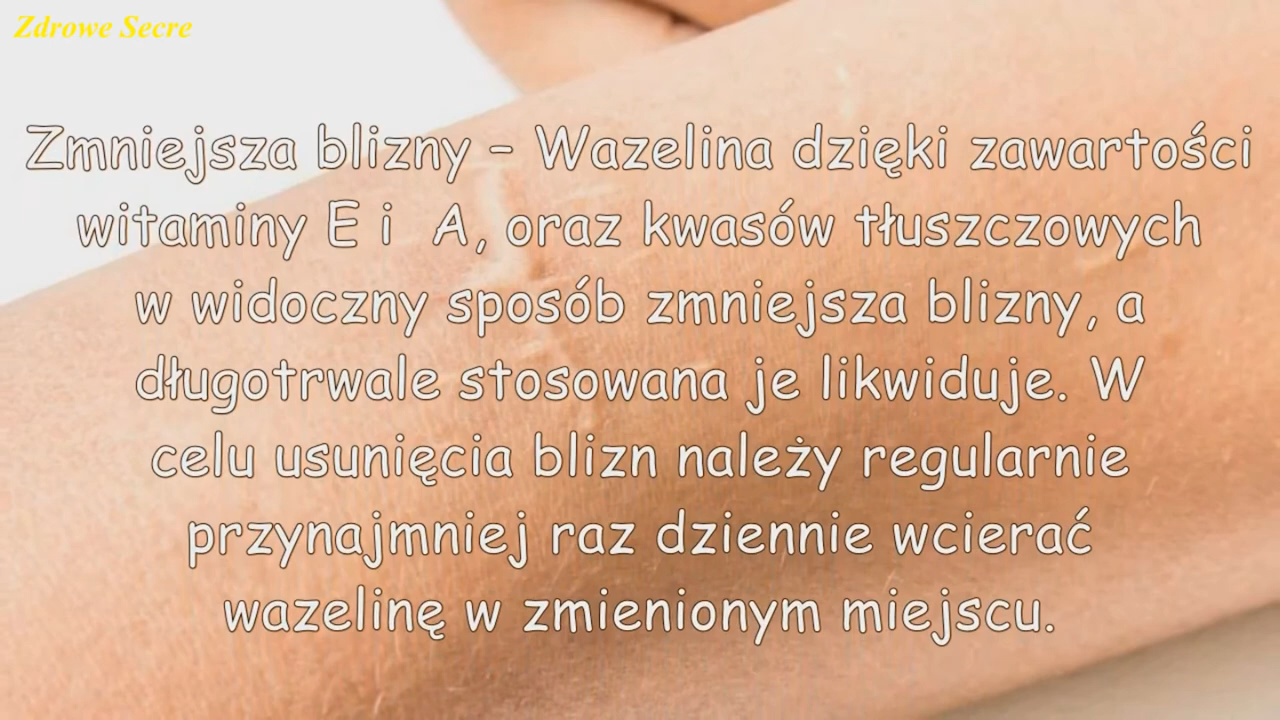 Zdrowe Secre
Zmniejsza blizny – Wazelina dzięki zawartości
witaminy E i A, oraz kwasów tłuszczowych
w widoczny sposób zmniejsza blizny, a
długotrwale stosowana je likwiduje. W
celu usunięcia blizn należy regularnie
przynajmniej raz dziennie wcierać
wazelinę w zmienionym miejscu.